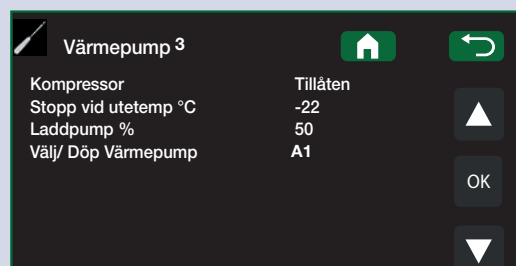 Värmepump 3
Kompressor Tillåten
Stopp vid utetemp °C -22
Laddpump % 50
Välj/ Döp Värmepump A1
OK